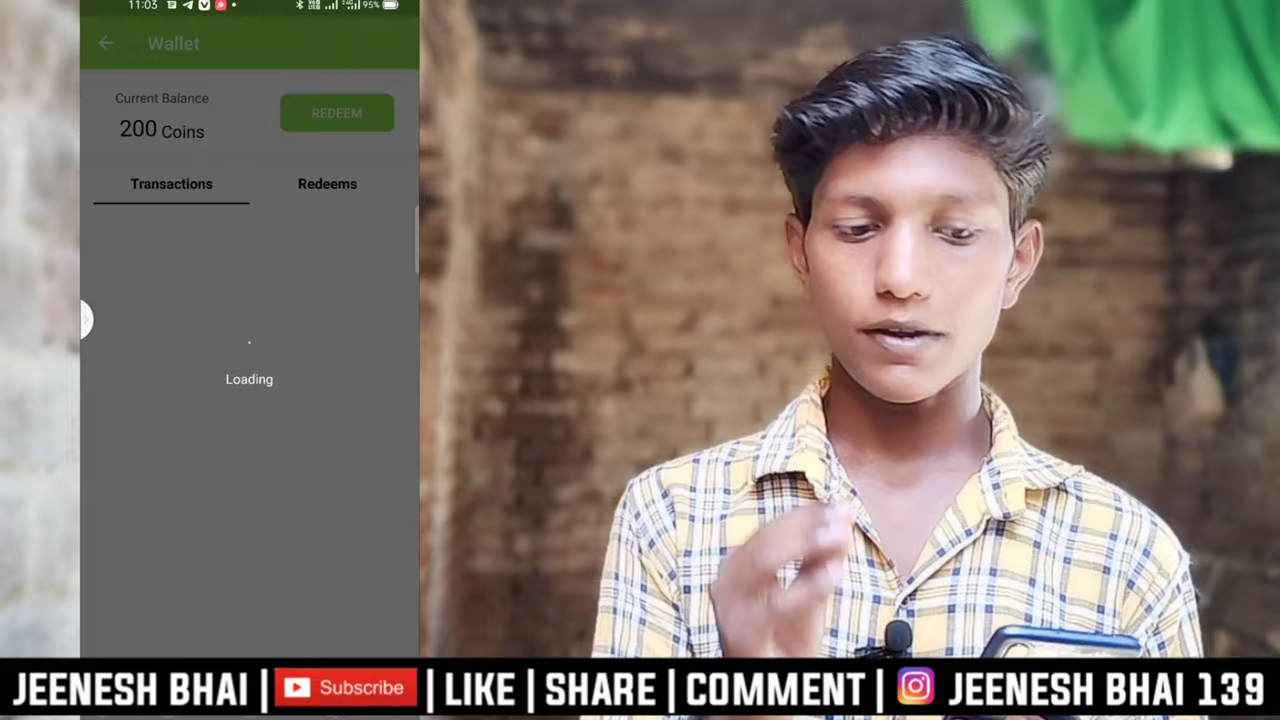 11:03
95%
Wallet
Current Balance
200 Coins
REDEEM
Transactions
Redeems
Loading
JEENESH BHAI | Subscribe | LIKE | SHARE | COMMENT | JEENESH BHAI 139